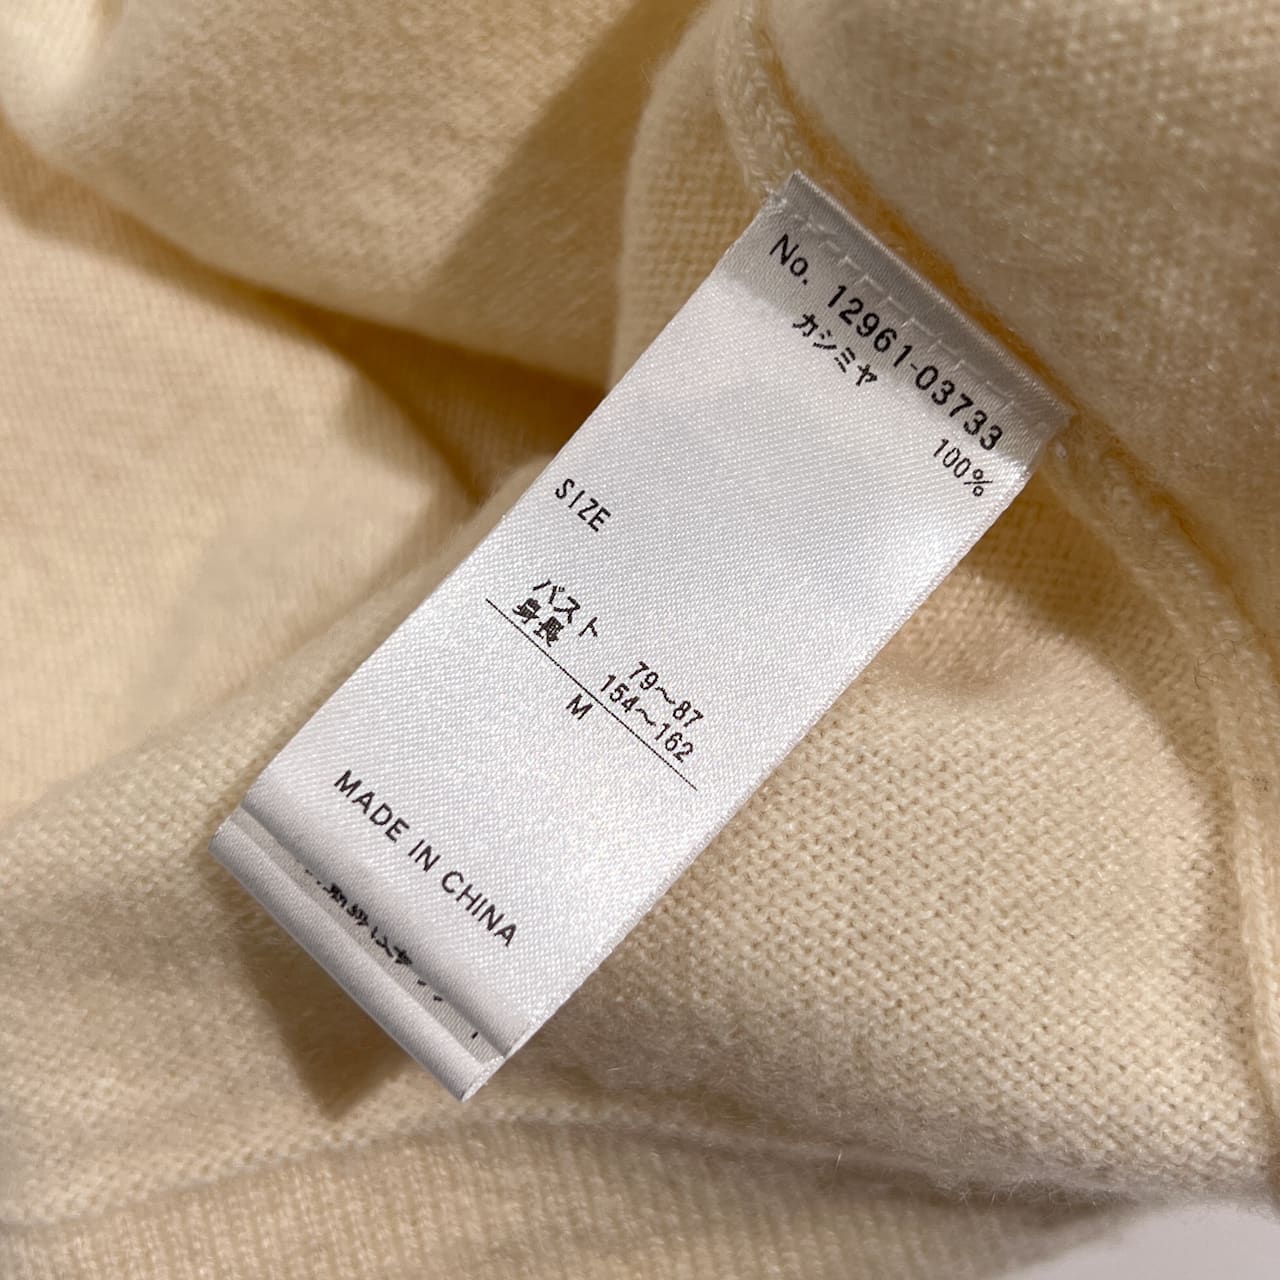 No. 12961-03733
カシミヤ 100%
SIZE
バスト 79～87
身長 154～162
M
MADE IN CHINA